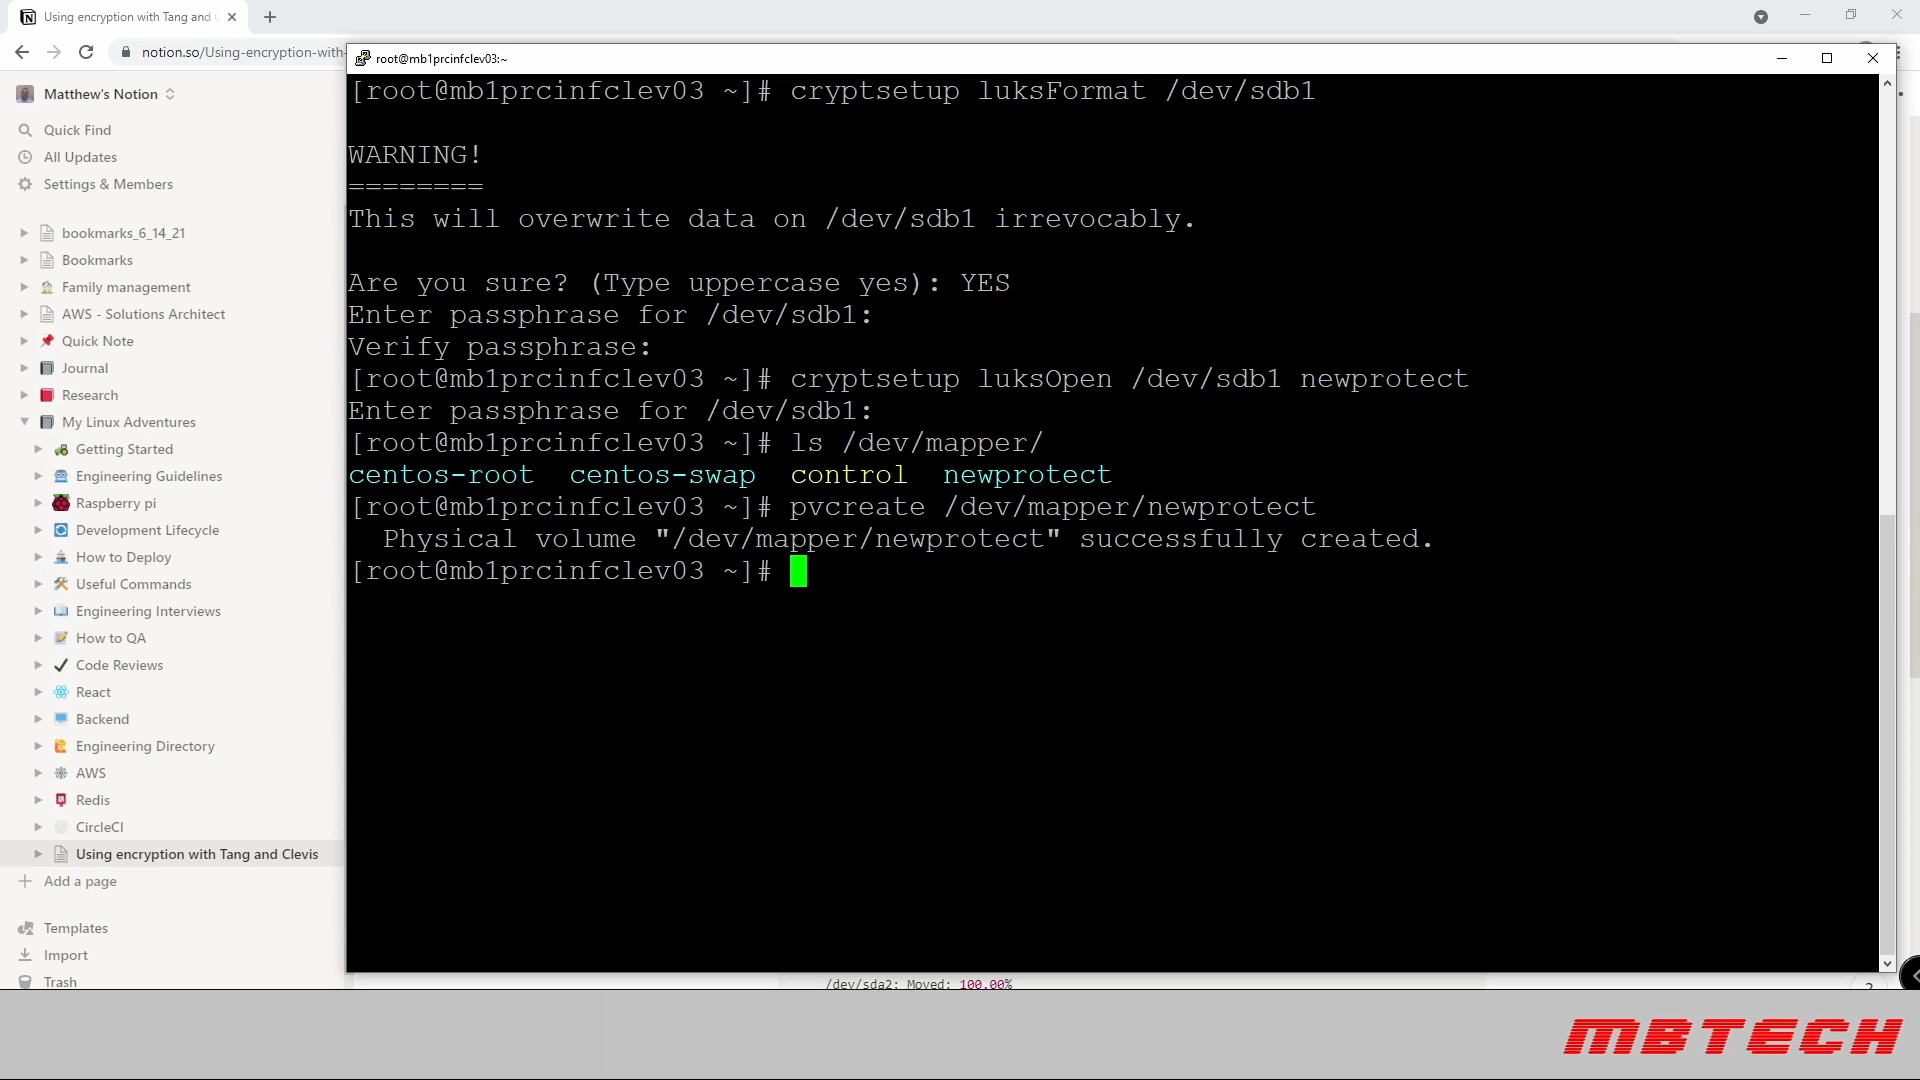 Using encryption with Tang and
notion.so/Using-encryption-with-
Matthew's Notion
Quick Find
All Updates
Settings & Members
bookmarks_6_14_21
Bookmarks
Family management
AWS - Solutions Architect
Quick Note
Journal
Research
My Linux Adventures
Getting Started
Engineering Guidelines
Raspberry pi
Development Lifecycle
How to Deploy
Useful Commands
Engineering Interviews
How to QA
Code Reviews
React
Backend
Engineering Directory
AWS
Redis
CircleCI
Using encryption with Tang and Clevis
Add a page
Templates
Import
Trash
root@mb1prcinfclev03:~
[root@mb1prcinfclev03 ~]# cryptsetup luksFormat /dev/sdb1
WARNING!
========
This will overwrite data on /dev/sdb1 irrevocably.
Are you sure? (Type uppercase yes): YES
Enter passphrase for /dev/sdb1:
Verify passphrase:
[root@mb1prcinfclev03 ~]# cryptsetup luksOpen /dev/sdb1 newprotect
Enter passphrase for /dev/sdb1:
[root@mb1prcinfclev03 ~]# ls /dev/mapper/
centos-root  centos-swap  control  newprotect
[root@mb1prcinfclev03 ~]# pvcreate /dev/mapper/newprotect
  Physical volume "/dev/mapper/newprotect" successfully created.
[root@mb1prcinfclev03 ~]#
/dev/sda2: Moved: 100.00%
MBTECH